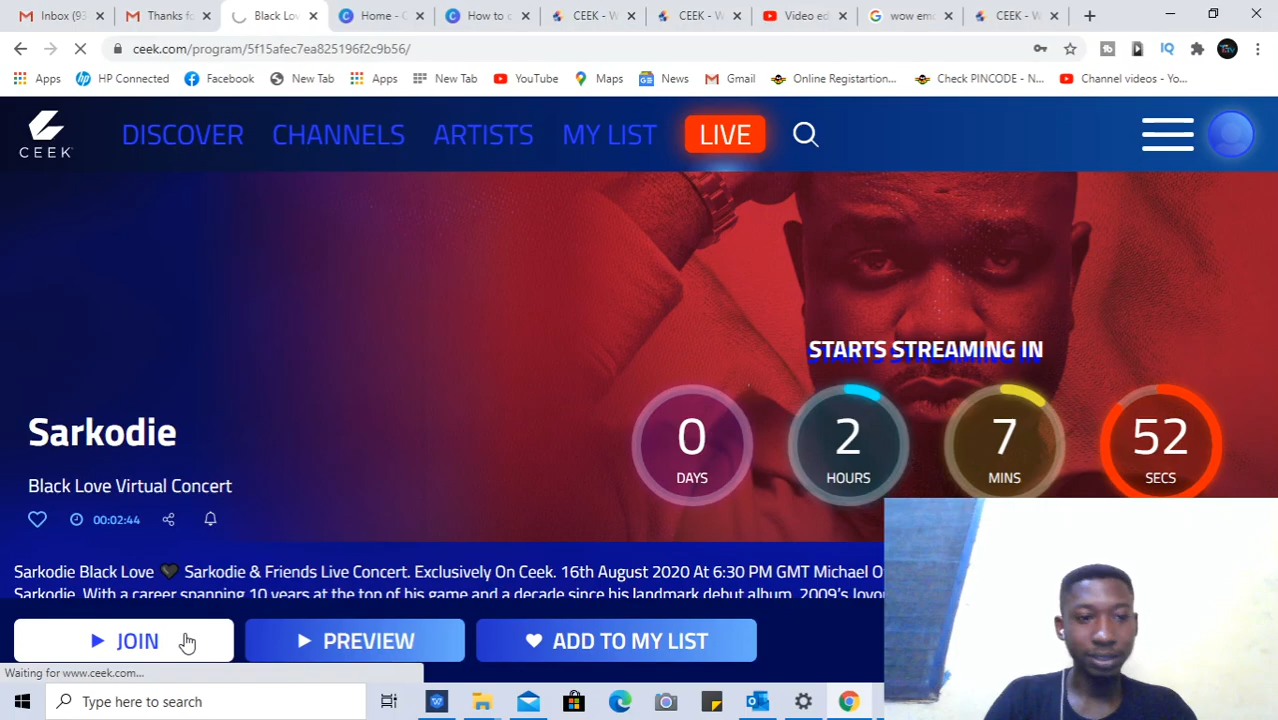 Inbox (93
Thanks fo
Black Lov
Home - C
How to c
CEEK - W
CEEK - W
Video ed
wow emo
CEEK - W
ceek.com/program/5f15afec7ea825196f2c9b56/
Apps
HP Connected
Facebook
New Tab
Apps
New Tab
YouTube
Maps
News
Gmail
Online Registartion...
Check PINCODE - N...
Channel videos - Yo...
CEEK
DISCOVER
CHANNELS
ARTISTS
MY LIST
LIVE
STARTS STREAMING IN
0
DAYS
2
HOURS
7
MINS
52
SECS
Sarkodie
Black Love Virtual Concert
00:02:44
Sarkodie Black Love 🖤 Sarkodie & Friends Live Concert. Exclusively On Ceek. 16th August 2020 At 6:30 PM GMT Michael O
Sarkodie. With a career spanning 10 years at the top of his game and a decade since his landmark debut album, 2009's
JOIN
PREVIEW
ADD TO MY LIST
Waiting for www.ceek.com...
Type here to search